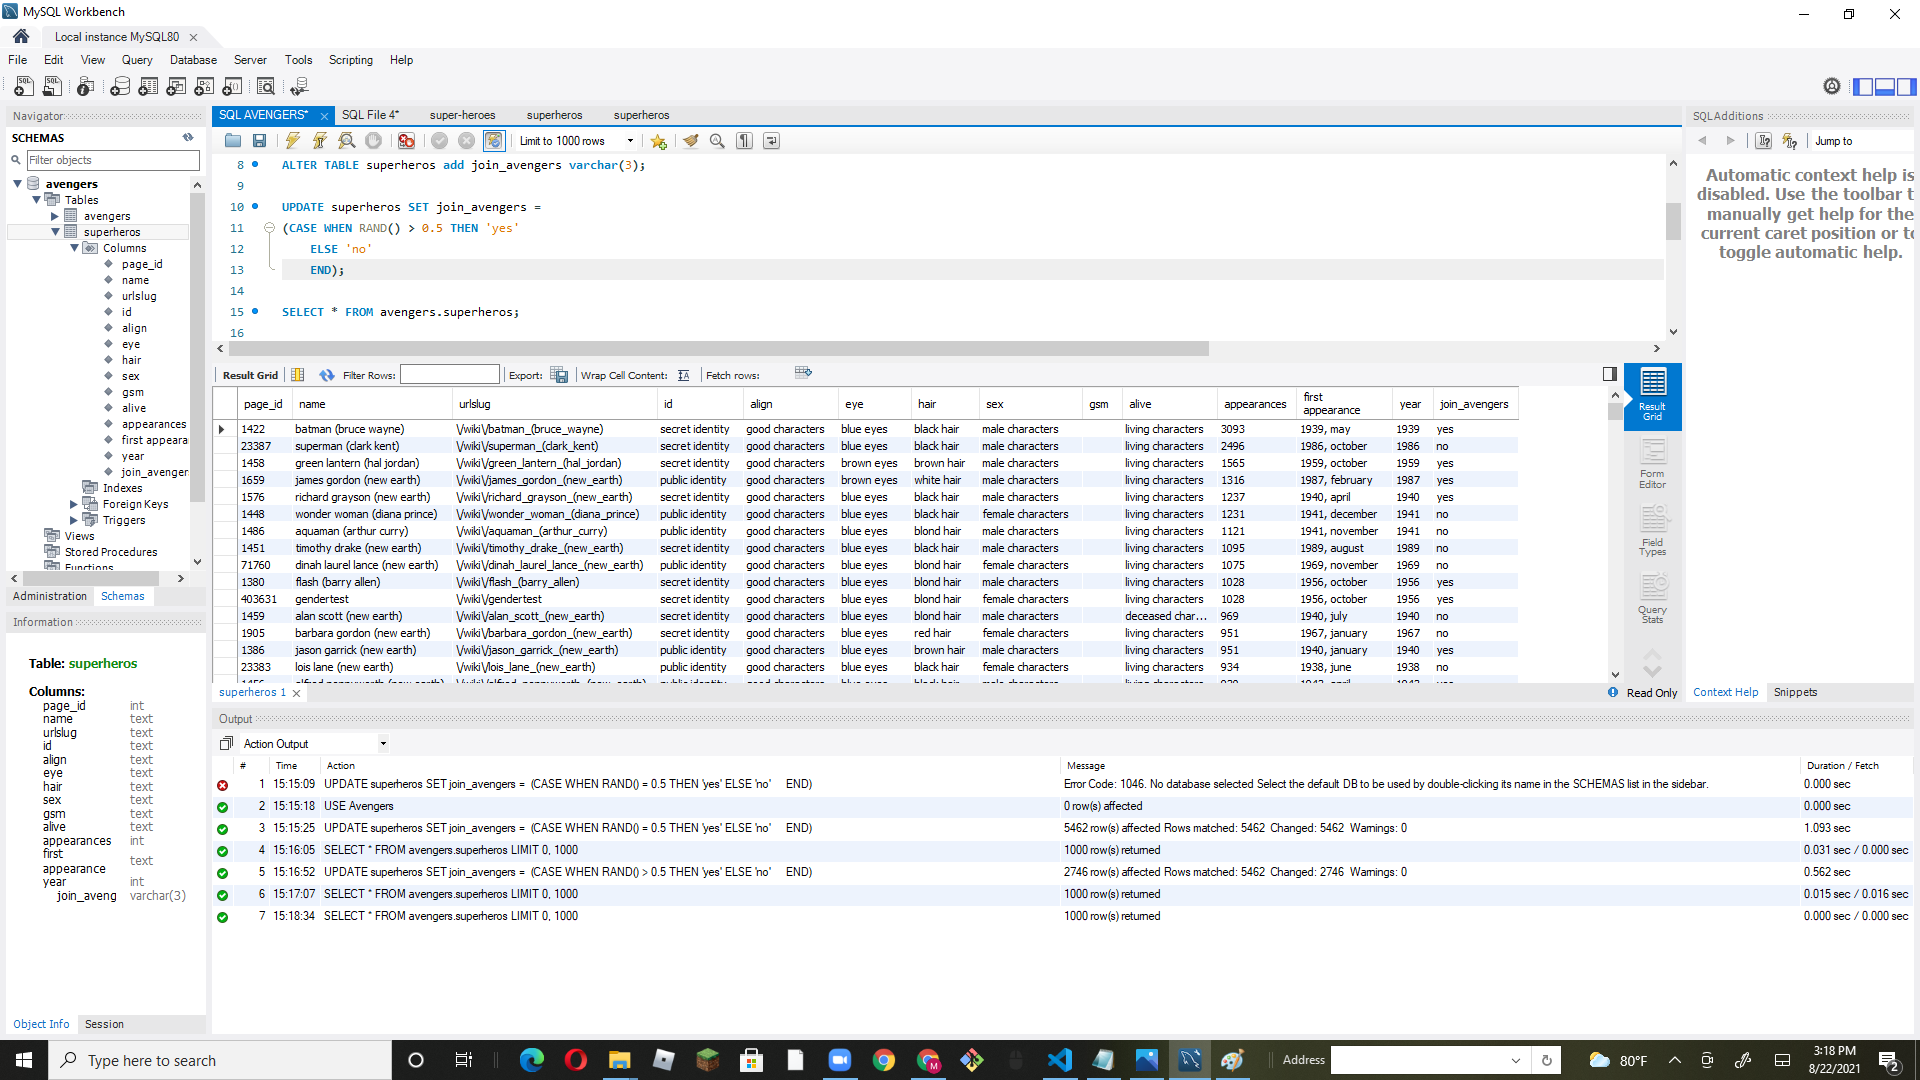 MySQL Workbench
Local instance MySQL80
File Edit View Query Database Server Tools Scripting Help
Navigator
SCHEMAS
Filter objects
avengers
Tables
avengers
superheros
Columns
page_id
name
urlslug
id
align
eye
hair
sex
gsm
alive
appearances
first appeara
year
join_avenger
Indexes
Foreign Keys
Triggers
Views
Stored Procedures
Functions
Administration Schemas
Information
Table: superheros
Columns:
page_id int
name text
urlslug text
id text
align text
eye text
hair text
sex text
gsm text
alive text
appearances int
first appearance text
year int
join_aveng varchar(3)
Object Info Session
SQL AVENGERS* SQL File 4* super-heroes superheros superheros
Limit to 1000 rows
8 ALTER TABLE superheros add join_avengers varchar(3);
9
10 UPDATE superheros SET join_avengers =
11 (CASE WHEN RAND() > 0.5 THEN 'yes'
12 ELSE 'no'
13 END);
14
15 SELECT * FROM avengers.superheros;
16
Result Grid Filter Rows: Export: Wrap Cell Content: Fetch rows:
page_id name urlslug id align eye hair sex gsm alive appearances first appearance year join_avengers
1422 batman (bruce wayne) \/wiki\/batman_(bruce_wayne) secret identity good characters blue eyes black hair male characters living characters 3093 1939, may 1939 yes
23387 superman (clark kent) \/wiki\/superman_(clark_kent) secret identity good characters blue eyes black hair male characters living characters 2496 1986, october 1986 no
1458 green lantern (hal jordan) \/wiki\/green_lantern_(hal_jordan) secret identity good characters brown eyes brown hair male characters living characters 1565 1959, october 1959 yes
1659 james gordon (new earth) \/wiki\/james_gordon_(new_earth) public identity good characters brown eyes white hair male characters living characters 1316 1987, february 1987 yes
1576 richard grayson (new earth) \/wiki\/richard_grayson_(new_earth) secret identity good characters blue eyes black hair male characters living characters 1237 1940, april 1940 yes
1448 wonder woman (diana prince) \/wiki\/wonder_woman_(diana_prince) public identity good characters blue eyes black hair female characters living characters 1231 1941, december 1941 no
1486 aquaman (arthur curry) \/wiki\/aquaman_(arthur_curry) public identity good characters blue eyes blond hair male characters living characters 1121 1941, november 1941 no
1451 timothy drake (new earth) \/wiki\/timothy_drake_(new_earth) secret identity good characters blue eyes black hair male characters living characters 1095 1989, august 1989 no
71760 dinah laurel lance (new earth) \/wiki\/dinah_laurel_lance_(new_earth) public identity good characters blue eyes blond hair female characters living characters 1075 1969, november 1969 no
1380 flash (barry allen) \/wiki\/flash_(barry_allen) secret identity good characters blue eyes blond hair male characters living characters 1028 1956, october 1956 yes
403631 gendertest \/wiki\/gendertest secret identity good characters blue eyes blond hair female characters living characters 1028 1956, october 1956 yes
1459 alan scott (new earth) \/wiki\/alan_scott_(new_earth) secret identity good characters blue eyes blond hair male characters deceased char... 969 1940, july 1940 no
1905 barbara gordon (new earth) \/wiki\/barbara_gordon_(new_earth) secret identity good characters blue eyes red hair female characters living characters 951 1967, january 1967 no
1386 jason garrick (new earth) \/wiki\/jason_garrick_(new_earth) public identity good characters blue eyes brown hair male characters living characters 951 1940, january 1940 yes
23383 lois lane (new earth) \/wiki\/lois_lane_(new_earth) public identity good characters blue eyes black hair female characters living characters 934 1938, june 1938 no
superheros 1
Read Only
Result Grid
Form Editor
Field Types
Query Stats
SQLAdditions
Jump to
Automatic context help is
disabled. Use the toolbar t
manually get help for the
current caret position or to
toggle automatic help.
Context Help Snippets
Output
Action Output
# Time Action Message Duration / Fetch
1 15:15:09 UPDATE superheros SET join_avengers = (CASE WHEN RAND() = 0.5 THEN 'yes' ELSE 'no' END) Error Code: 1046. No database selected Select the default DB to be used by double-clicking its name in the SCHEMAS list in the sidebar. 0.000 sec
2 15:15:18 USE Avengers 0 row(s) affected 0.000 sec
3 15:15:25 UPDATE superheros SET join_avengers = (CASE WHEN RAND() = 0.5 THEN 'yes' ELSE 'no' END) 5462 row(s) affected Rows matched: 5462 Changed: 5462 Warnings: 0 1.093 sec
4 15:16:05 SELECT * FROM avengers.superheros LIMIT 0, 1000 1000 row(s) returned 0.031 sec / 0.000 sec
5 15:16:52 UPDATE superheros SET join_avengers = (CASE WHEN RAND() > 0.5 THEN 'yes' ELSE 'no' END) 2746 row(s) affected Rows matched: 5462 Changed: 2746 Warnings: 0 0.562 sec
6 15:17:07 SELECT * FROM avengers.superheros LIMIT 0, 1000 1000 row(s) returned 0.015 sec / 0.016 sec
7 15:18:34 SELECT * FROM avengers.superheros LIMIT 0, 1000 1000 row(s) returned 0.000 sec / 0.000 sec
Type here to search
Address
80°F
3:18 PM
8/22/2021
2